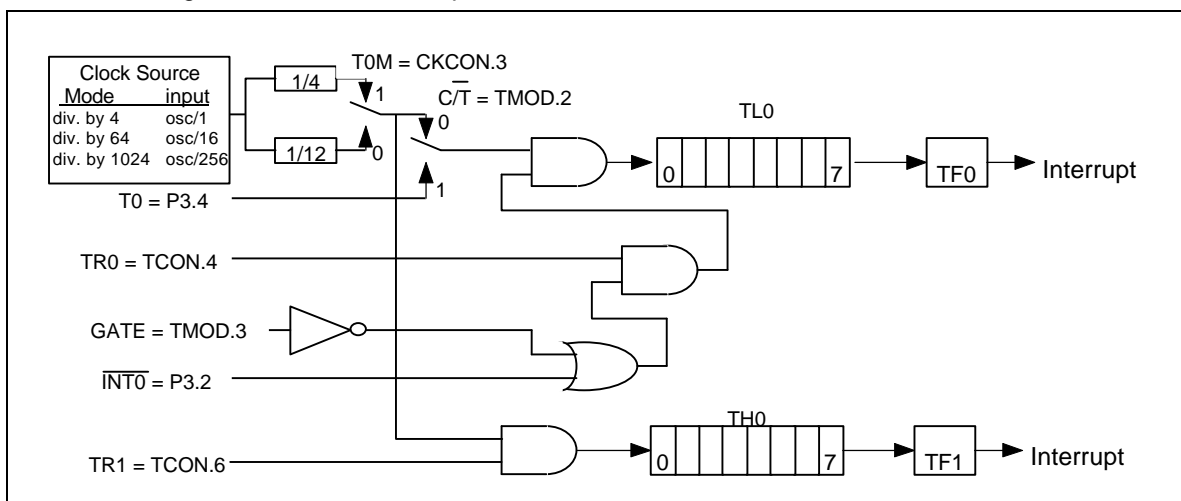 Clock Source
Mode input
div. by 4 osc/1
div. by 64 osc/16
div. by 1024 osc/256
1/4
1/12
T0M = CKCON.3
1
0
C/T = TMOD.2
0
1
T0 = P3.4
TL0
0 7
TF0
Interrupt
TR0 = TCON.4
GATE = TMOD.3
INT0 = P3.2
TH0
0 7
TF1
Interrupt
TR1 = TCON.6